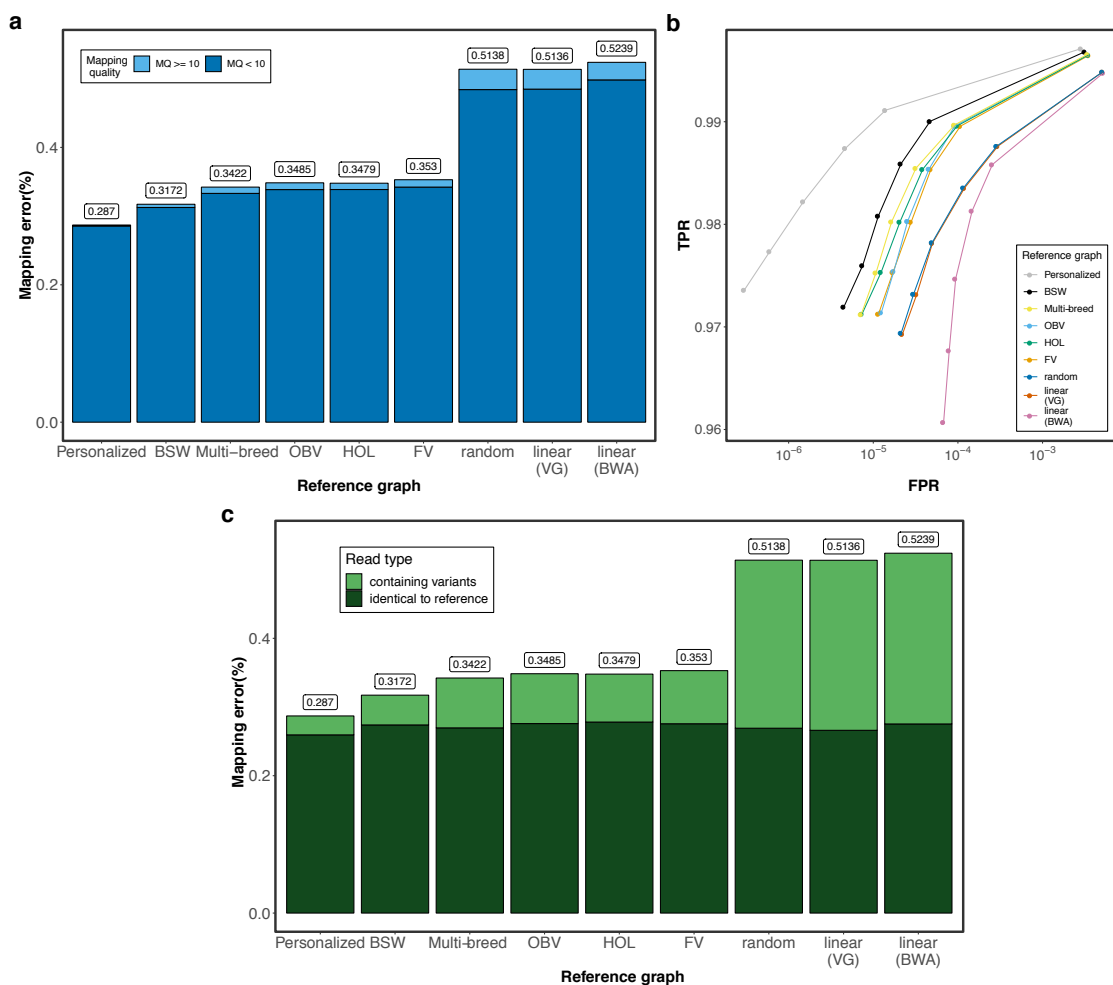 a
Mapping quality
MQ >= 10
MQ < 10
0.287
0.3172
0.3422
0.3485
0.3479
0.353
0.5138
0.5136
0.5239
Mapping error(%)
0.4
0.2
0.0
Personalized
BSW
Multi−breed
OBV
HOL
FV
random
linear
(VG)
linear
(BWA)
Reference graph
b
TPR
0.99
0.98
0.97
0.96
10−6
10−5
10−4
10−3
FPR
Reference graph
Personalized
BSW
Multi−breed
OBV
HOL
FV
random
linear
(VG)
linear
(BWA)
c
Read type
containing variants
identical to reference
0.287
0.3172
0.3422
0.3485
0.3479
0.353
0.5138
0.5136
0.5239
Mapping error(%)
0.4
0.2
0.0
Personalized
BSW
Multi−breed
OBV
HOL
FV
random
linear
(VG)
linear
(BWA)
Reference graph